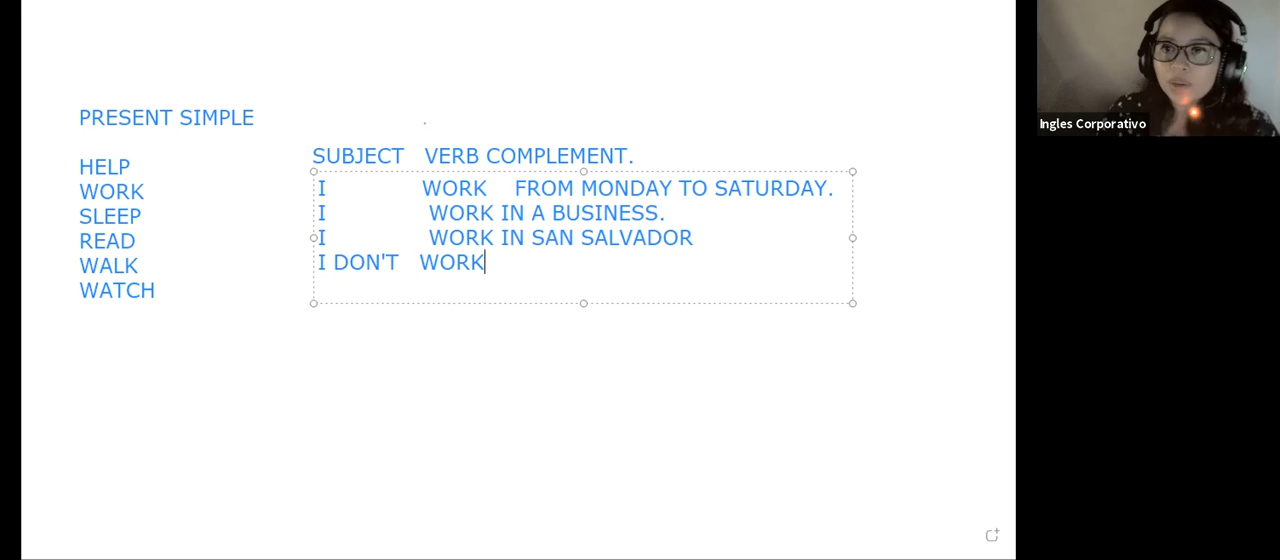 PRESENT SIMPLE
HELP
WORK
SLEEP
READ
WALK
WATCH
SUBJECT VERB COMPLEMENT.
I WORK FROM MONDAY TO SATURDAY.
I WORK IN A BUSINESS.
I WORK IN SAN SALVADOR
I DON'T WORK
Ingles Corporativo